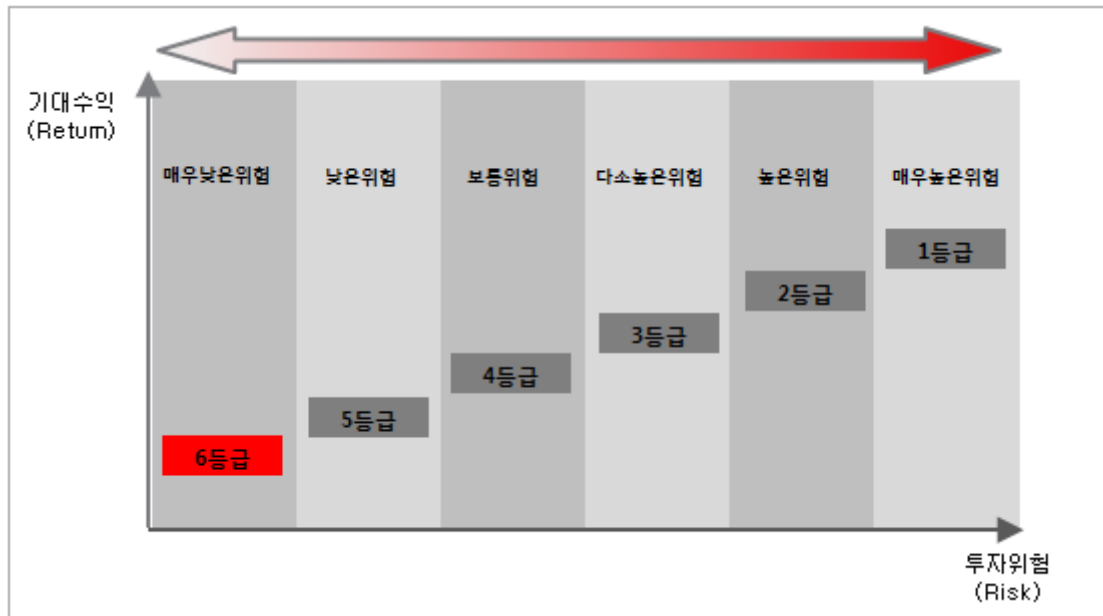 기대수익
(Return)
매우낮은위험
낮은위험
보통위험
다소높은위험
높은위험
매우높은위험
1등급
2등급
3등급
4등급
5등급
6등급
투자위험
(Risk)